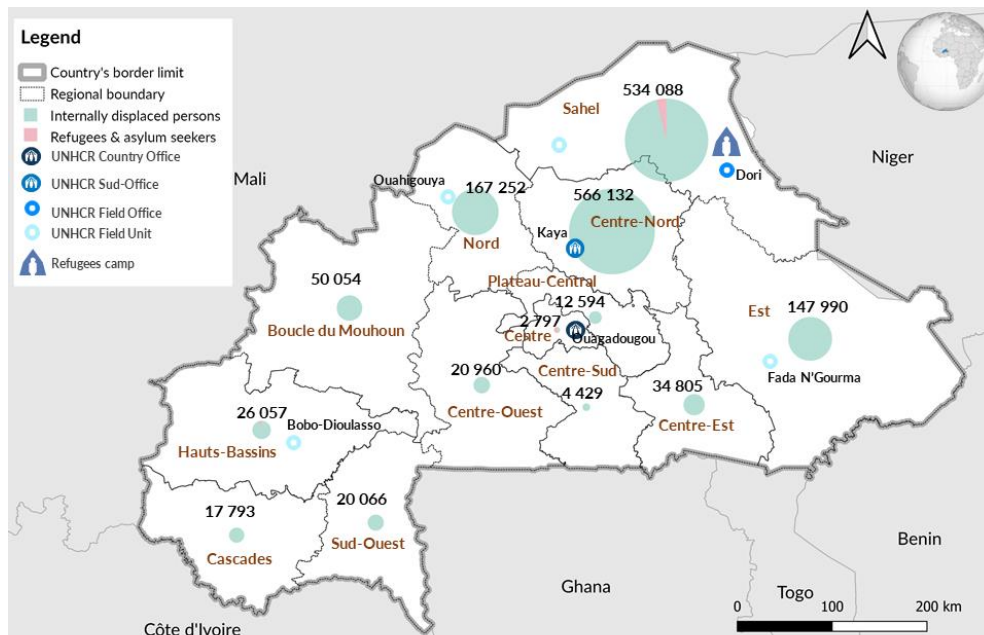 Legend
Country's border limit
Regional boundary
Internally displaced persons
Refugees & asylum seekers
UNHCR Country Office
UNHCR Sud-Office
UNHCR Field Office
UNHCR Field Unit
Refugees camp
Mali
Niger
Sahel
534 088
Dori
Ouahigouya
167 252
Nord
566 132
Centre-Nord
Kaya
50 054
Boucle du Mouhoun
Plateau-Central
12 594
2 797
Centre
Ouagadougou
Est
147 990
Fada N'Gourma
Centre-Sud
4 429
20 960
Centre-Ouest
34 805
Centre-Est
26 057
Bobo-Dioulasso
Hauts-Bassins
17 793
Cascades
20 066
Sud-Ouest
Benin
Ghana
Togo
Côte d'Ivoire
0 100 200 km